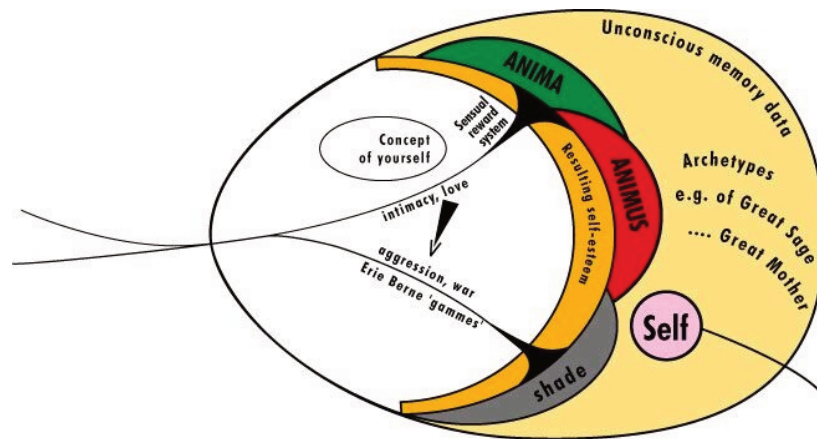 Unconscious memory data
ANIMA
Sensual
reward
system
Concept
of yourself
Archetypes
e.g. of Great Sage
.... Great Mother
ANIMUS
Resulting self-esteem
intimacy, love
aggression, war
Erie Berne 'gammes'
Self
shade